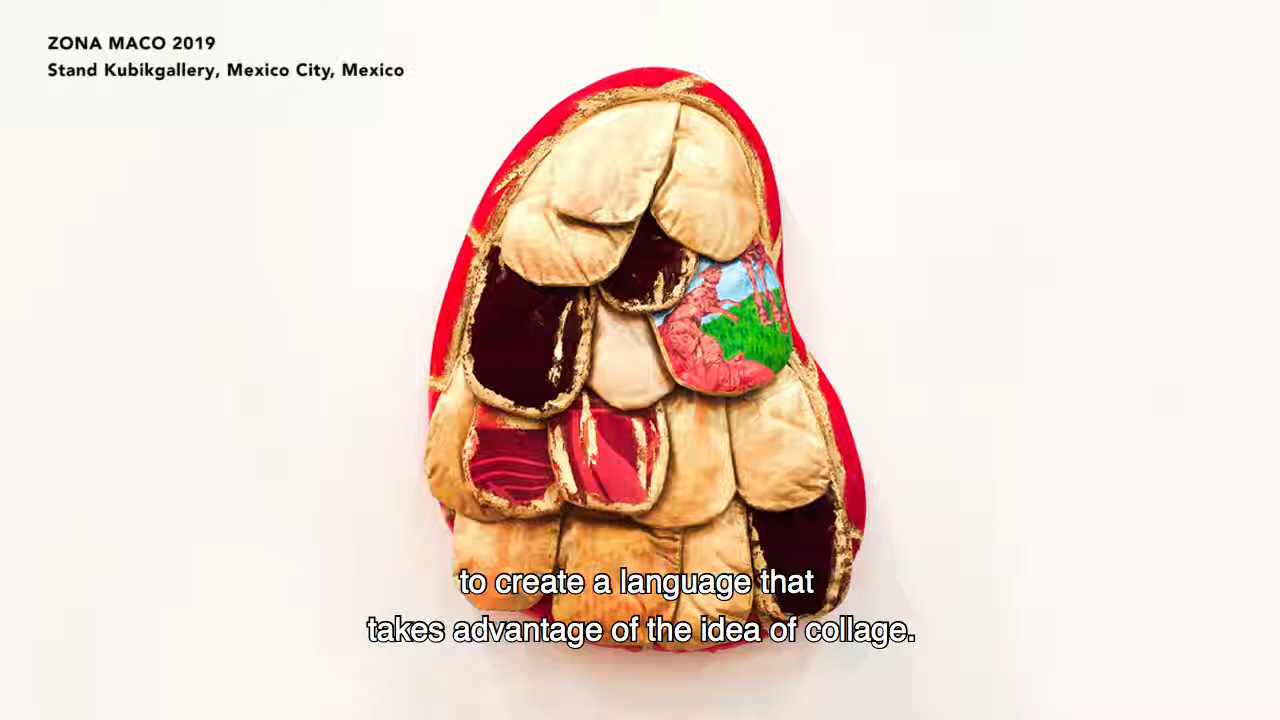 ZONA MACO 2019
Stand Kubikgallery, Mexico City, Mexico
to create a language that
takes advantage of the idea of collage.